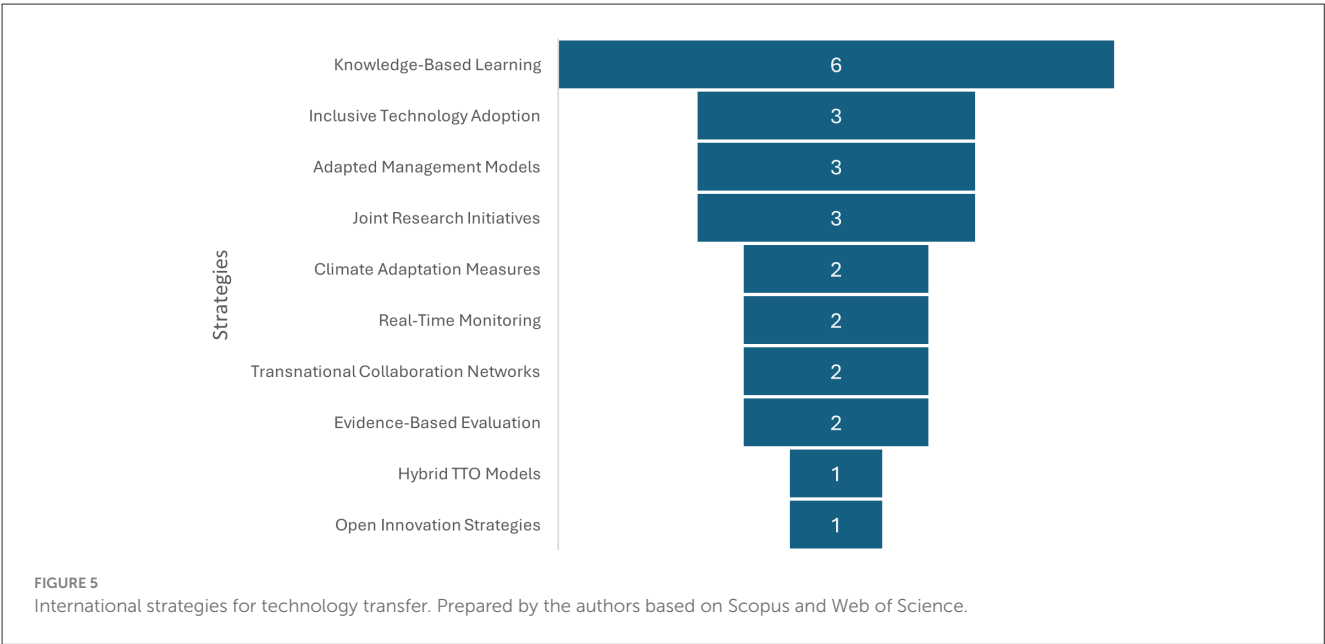 Knowledge-Based Learning 6
Inclusive Technology Adoption 3
Adapted Management Models 3
Joint Research Initiatives 3
Climate Adaptation Measures 2
Real-Time Monitoring 2
Transnational Collaboration Networks 2
Evidence-Based Evaluation 2
Hybrid TTO Models 1
Open Innovation Strategies 1
Strategies
FIGURE 5
International strategies for technology transfer. Prepared by the authors based on Scopus and Web of Science.